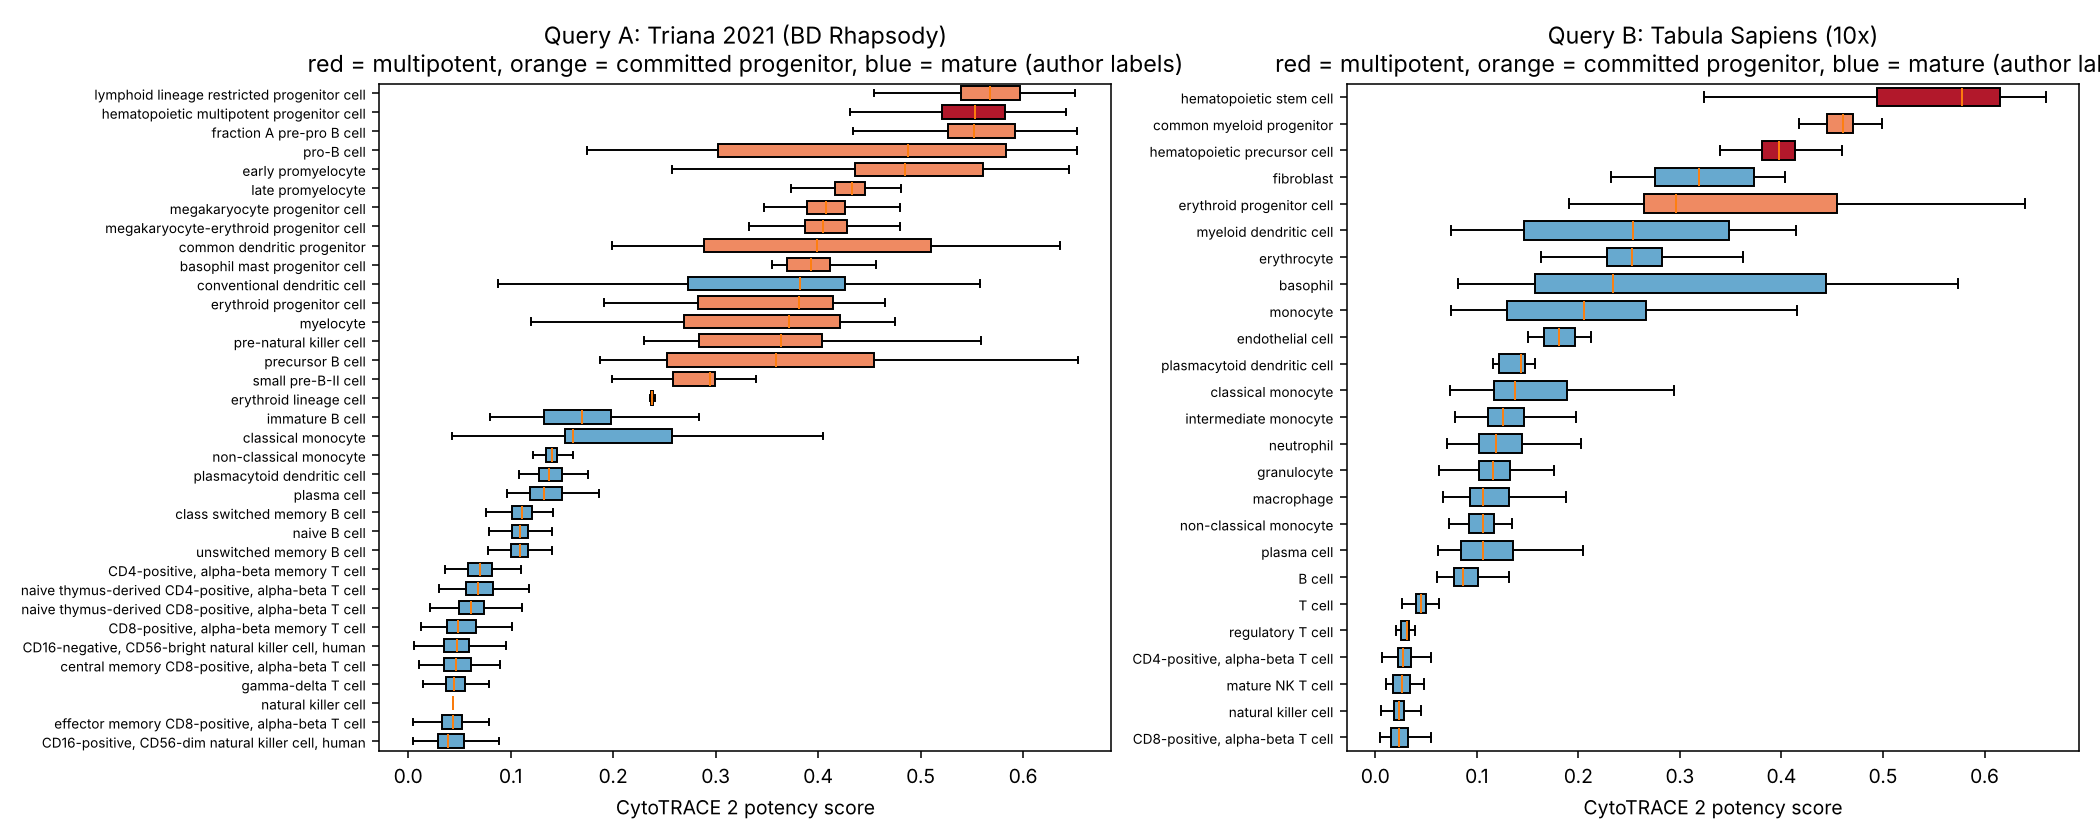 Query A: Triana 2021 (BD Rhapsody)
red = multipotent, orange = committed progenitor, blue = mature (author labels)
lymphoid lineage restricted progenitor cell
hematopoietic multipotent progenitor cell
fraction A pre-pro B cell
pro-B cell
early promyelocyte
late promyelocyte
megakaryocyte progenitor cell
megakaryocyte-erythroid progenitor cell
common dendritic progenitor
basophil mast progenitor cell
conventional dendritic cell
erythroid progenitor cell
myelocyte
pre-natural killer cell
precursor B cell
small pre-B-II cell
erythroid lineage cell
immature B cell
classical monocyte
non-classical monocyte
plasmacytoid dendritic cell
plasma cell
class switched memory B cell
naive B cell
unswitched memory B cell
CD4-positive, alpha-beta memory T cell
naive thymus-derived CD4-positive, alpha-beta T cell
naive thymus-derived CD8-positive, alpha-beta T cell
CD8-positive, alpha-beta memory T cell
CD16-negative, CD56-bright natural killer cell, human
central memory CD8-positive, alpha-beta T cell
gamma-delta T cell
natural killer cell
effector memory CD8-positive, alpha-beta T cell
CD16-positive, CD56-dim natural killer cell, human
0.0 0.1 0.2 0.3 0.4 0.5 0.6
CytoTRACE 2 potency score
Query B: Tabula Sapiens (10x)
red = multipotent, orange = committed progenitor, blue = mature (author lab
hematopoietic stem cell
common myeloid progenitor
hematopoietic precursor cell
fibroblast
erythroid progenitor cell
myeloid dendritic cell
erythrocyte
basophil
monocyte
endothelial cell
plasmacytoid dendritic cell
classical monocyte
intermediate monocyte
neutrophil
granulocyte
macrophage
non-classical monocyte
plasma cell
B cell
T cell
regulatory T cell
CD4-positive, alpha-beta T cell
mature NK T cell
natural killer cell
CD8-positive, alpha-beta T cell
0.0 0.1 0.2 0.3 0.4 0.5 0.6
CytoTRACE 2 potency score